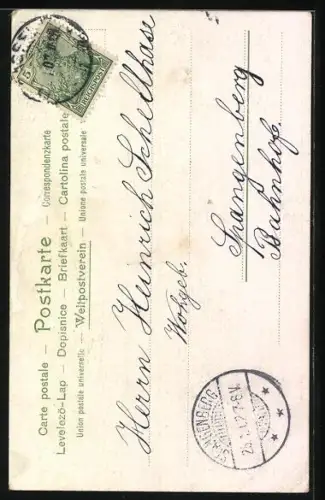 Carte postale — Postkarte — Correspondenzkarte
Levelező-Lap — Dopisnice — Briefkaart — Cartolina postale
Union postale universelle — Weltpostverein — Unione postale universale
Herrn Heinrich Schellhase
Wohlgeb.
Spangenberg
Bahnhof.